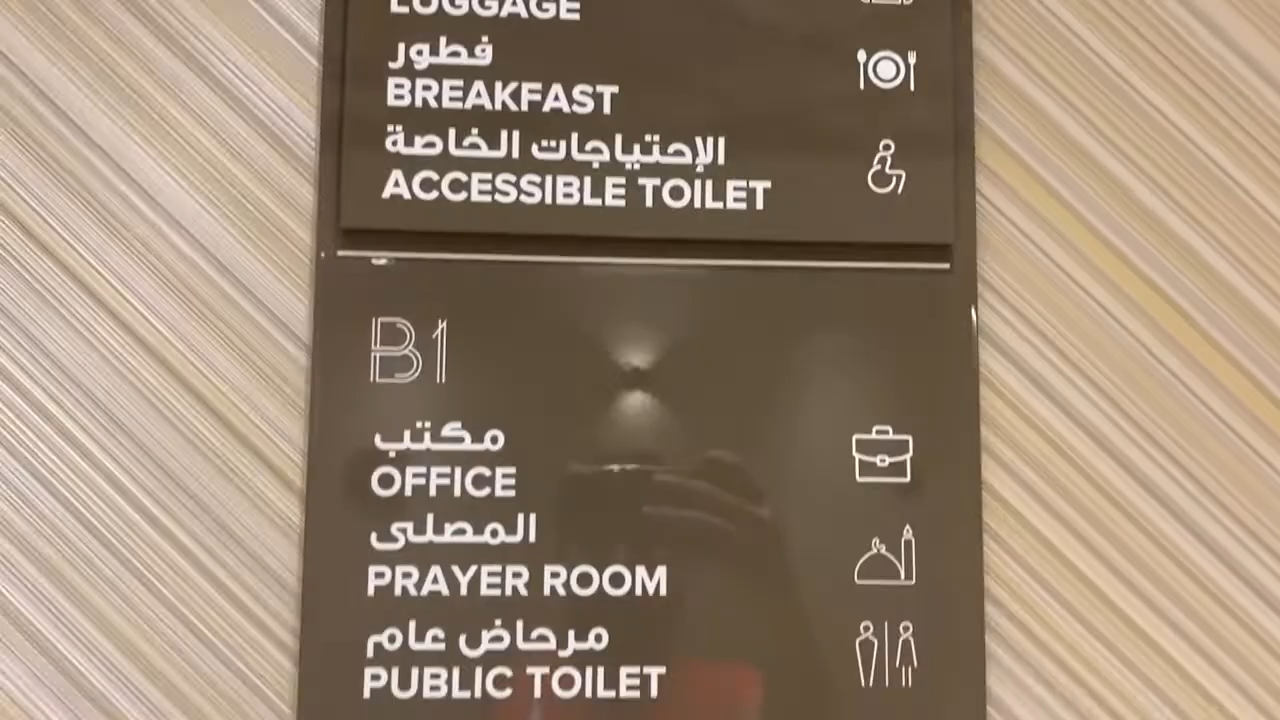 LUGGAGE
فطور
BREAKFAST
الإحتياجات الخاصة
ACCESSIBLE TOILET
B1
مكتب
OFFICE
المصلى
PRAYER ROOM
مرحاض عام
PUBLIC TOILET